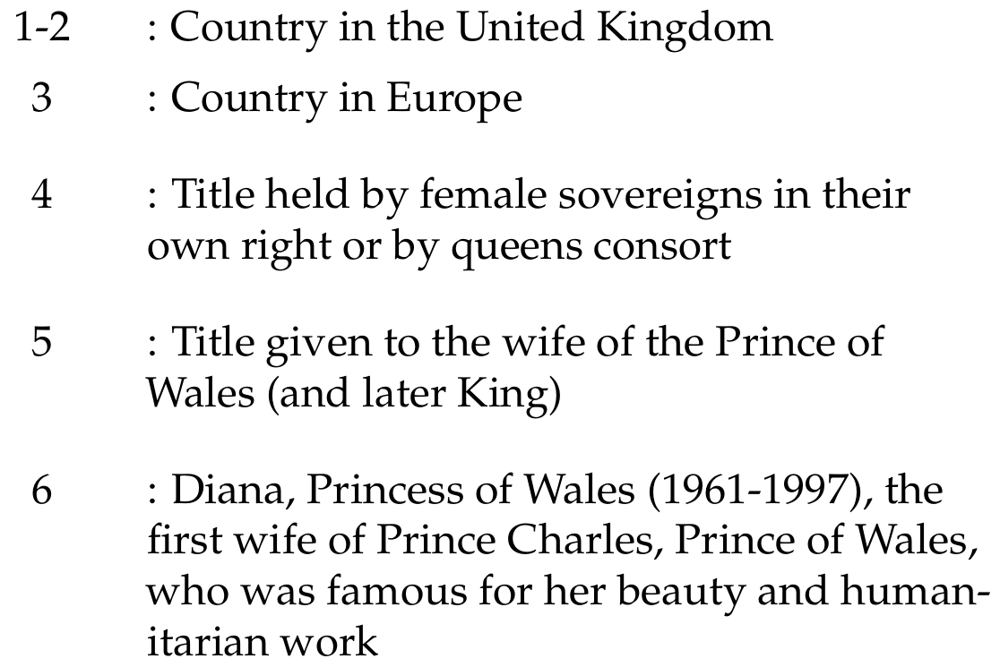 1-2 : Country in the United Kingdom
3 : Country in Europe
4 : Title held by female sovereigns in their
own right or by queens consort
5 : Title given to the wife of the Prince of
Wales (and later King)
6 : Diana, Princess of Wales (1961-1997), the
first wife of Prince Charles, Prince of Wales,
who was famous for her beauty and human-
itarian work